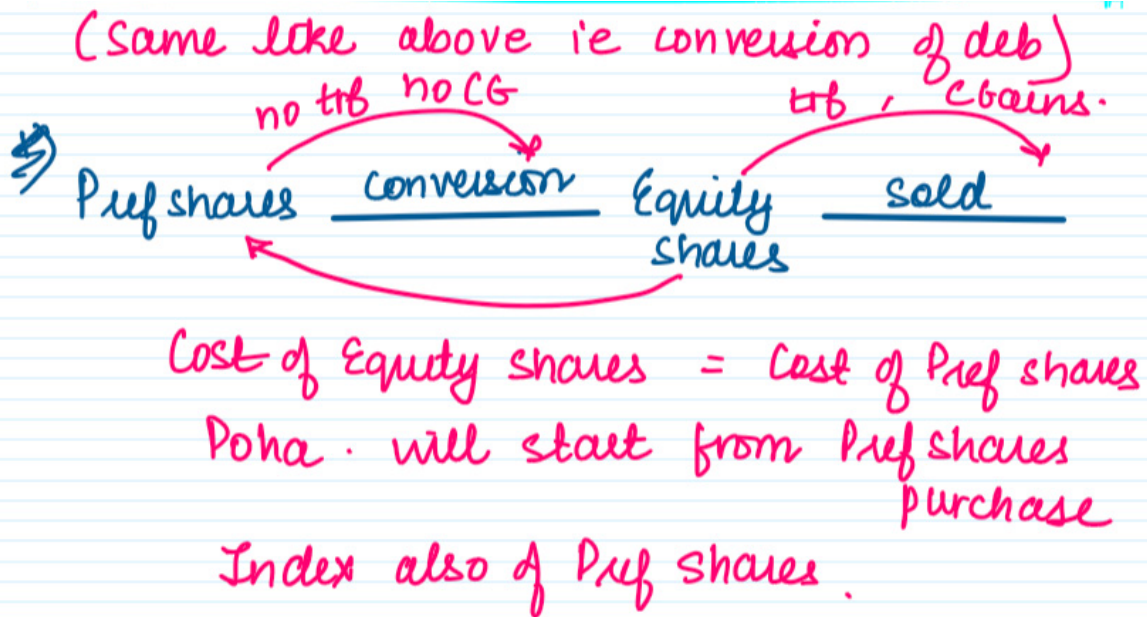 (same like above ie conversion of deb)
no trf no CG
trf, CGains.
5) Pref shares conversion Equity shares sold
Cost of Equity shares = Cost of Pref shares
Poha. will start from Pref shares
purchase
Index also of Pref shares.